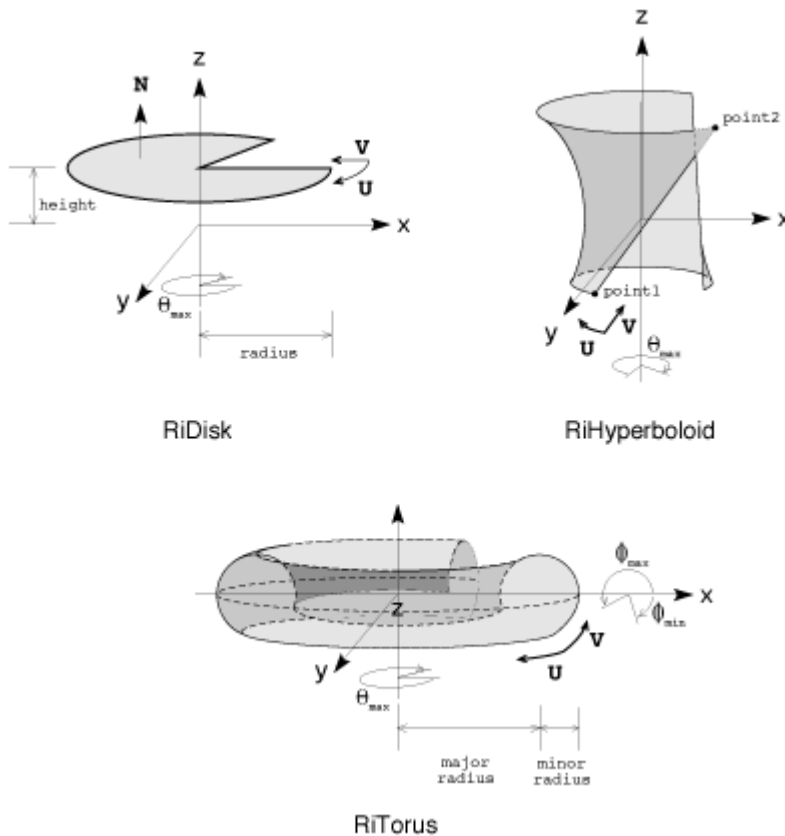 z
N
V
U
height
x
y
θmax
radius
RiDisk
z
point2
x
point1
y
V
U
θmax
RiHyperboloid
ϕmax
x
z
ϕmin
V
U
y
θmax
major radius
minor radius
RiTorus